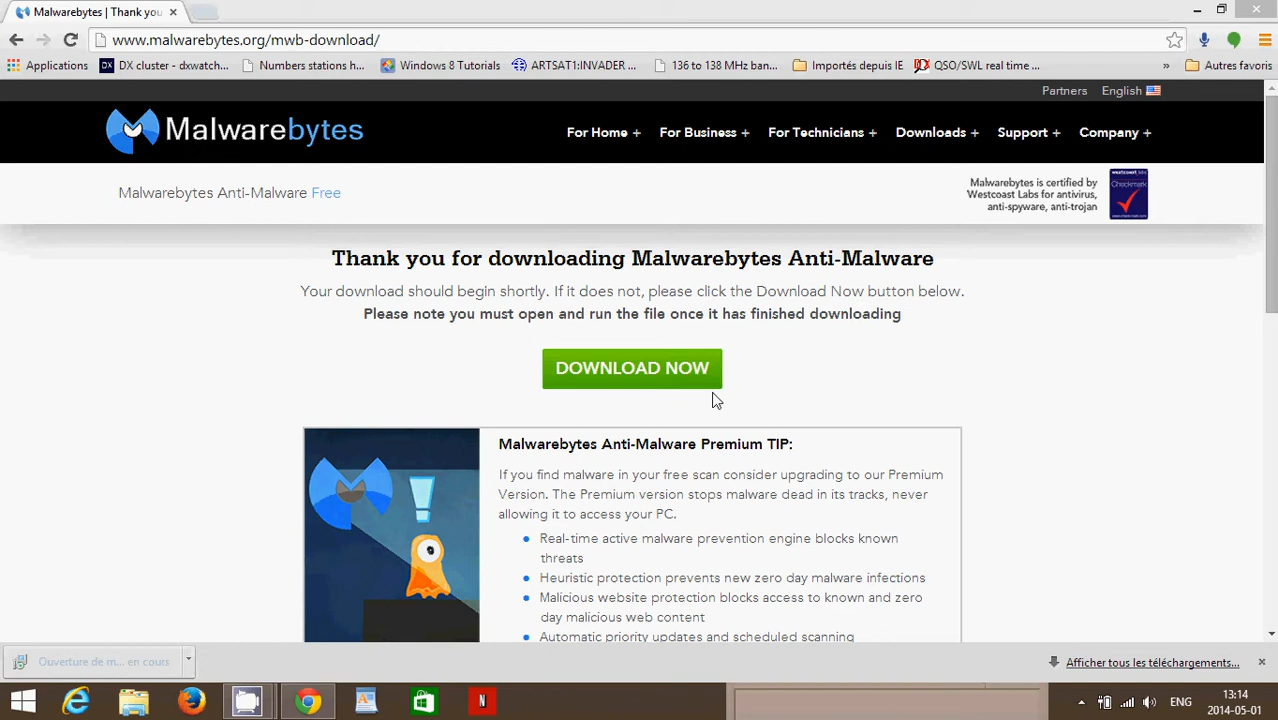 Malwarebytes | Thank you
www.malwarebytes.org/mwb-download/
Applications DX cluster - dxwatch... Numbers stations h... Windows 8 Tutorials ARTSAT1:INVADER ... 136 to 138 MHz ban... Importés depuis IE QSO/SWL real time ... » Autres favoris
Partners English
Malwarebytes For Home + For Business + For Technicians + Downloads + Support + Company +
Malwarebytes Anti-Malware Free
Malwarebytes is certified by
Westcoast Labs for antivirus,
anti-spyware, anti-trojan
westcoast labs
Checkmark
Thank you for downloading Malwarebytes Anti-Malware
Your download should begin shortly. If it does not, please click the Download Now button below.
Please note you must open and run the file once it has finished downloading
DOWNLOAD NOW
Malwarebytes Anti-Malware Premium TIP:
If you find malware in your free scan consider upgrading to our Premium
Version. The Premium version stops malware dead in its tracks, never
allowing it to access your PC.
Real-time active malware prevention engine blocks known
threats
Heuristic protection prevents new zero day malware infections
Malicious website protection blocks access to known and zero
day malicious web content
Automatic priority updates and scheduled scanning
Ouverture de m... en cours
Afficher tous les téléchargements...
ENG
13:14
2014-05-01